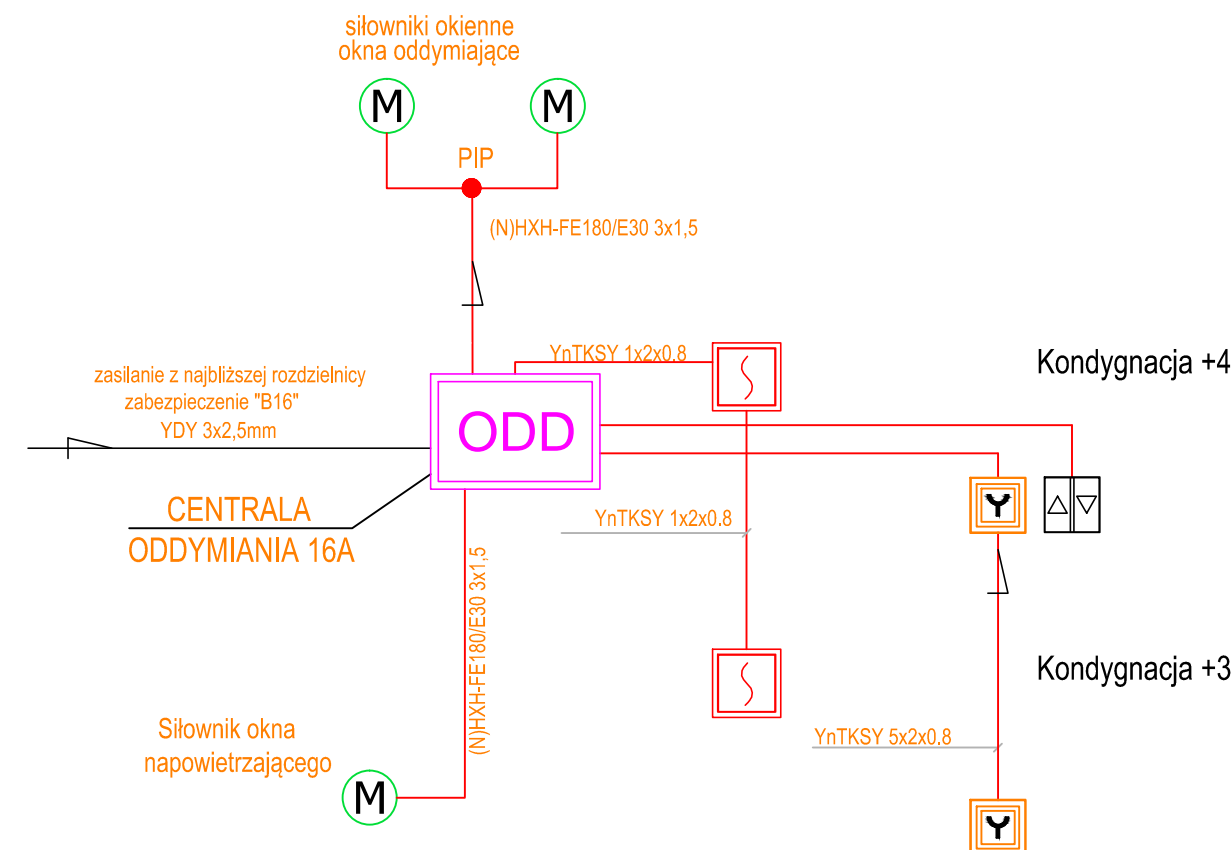 siłowniki okienne
okna oddymiające
M
M
PIP
(N)HXH-FE180/E30 3x1,5
YnTKSY 1x2x0.8
Kondygnacja +4
zasilanie z najbliższej rozdzielnicy
zabezpieczenie "B16"
YDY 3x2,5mm
ODD
CENTRALA
ODDYMIANIA 16A
YnTKSY 1x2x0.8
Y
(N)HXH-FE180/E30 3x1,5
Kondygnacja +3
Siłownik okna
napowietrzającego
YnTKSY 5x2x0.8
M
Y